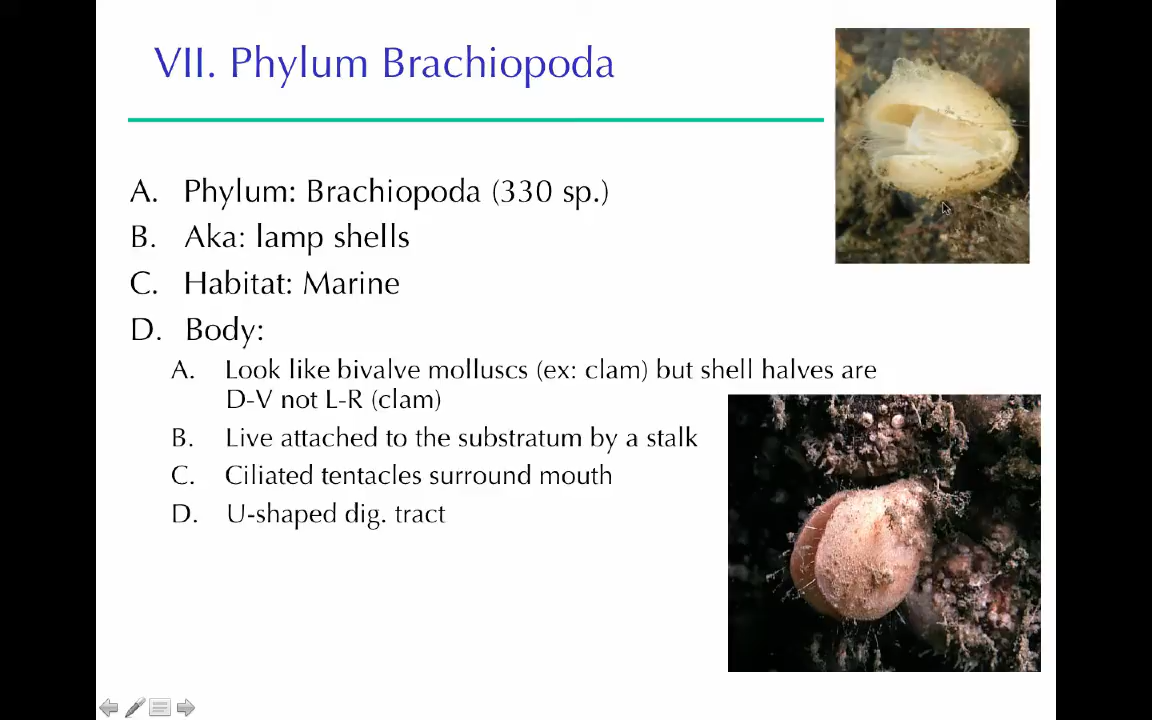 VII. Phylum Brachiopoda
A. Phylum: Brachiopoda (330 sp.)
B. Aka: lamp shells
C. Habitat: Marine
D. Body:
A. Look like bivalve molluscs (ex: clam) but shell halves are
D-V not L-R (clam)
B. Live attached to the substratum by a stalk
C. Ciliated tentacles surround mouth
D. U-shaped dig. tract